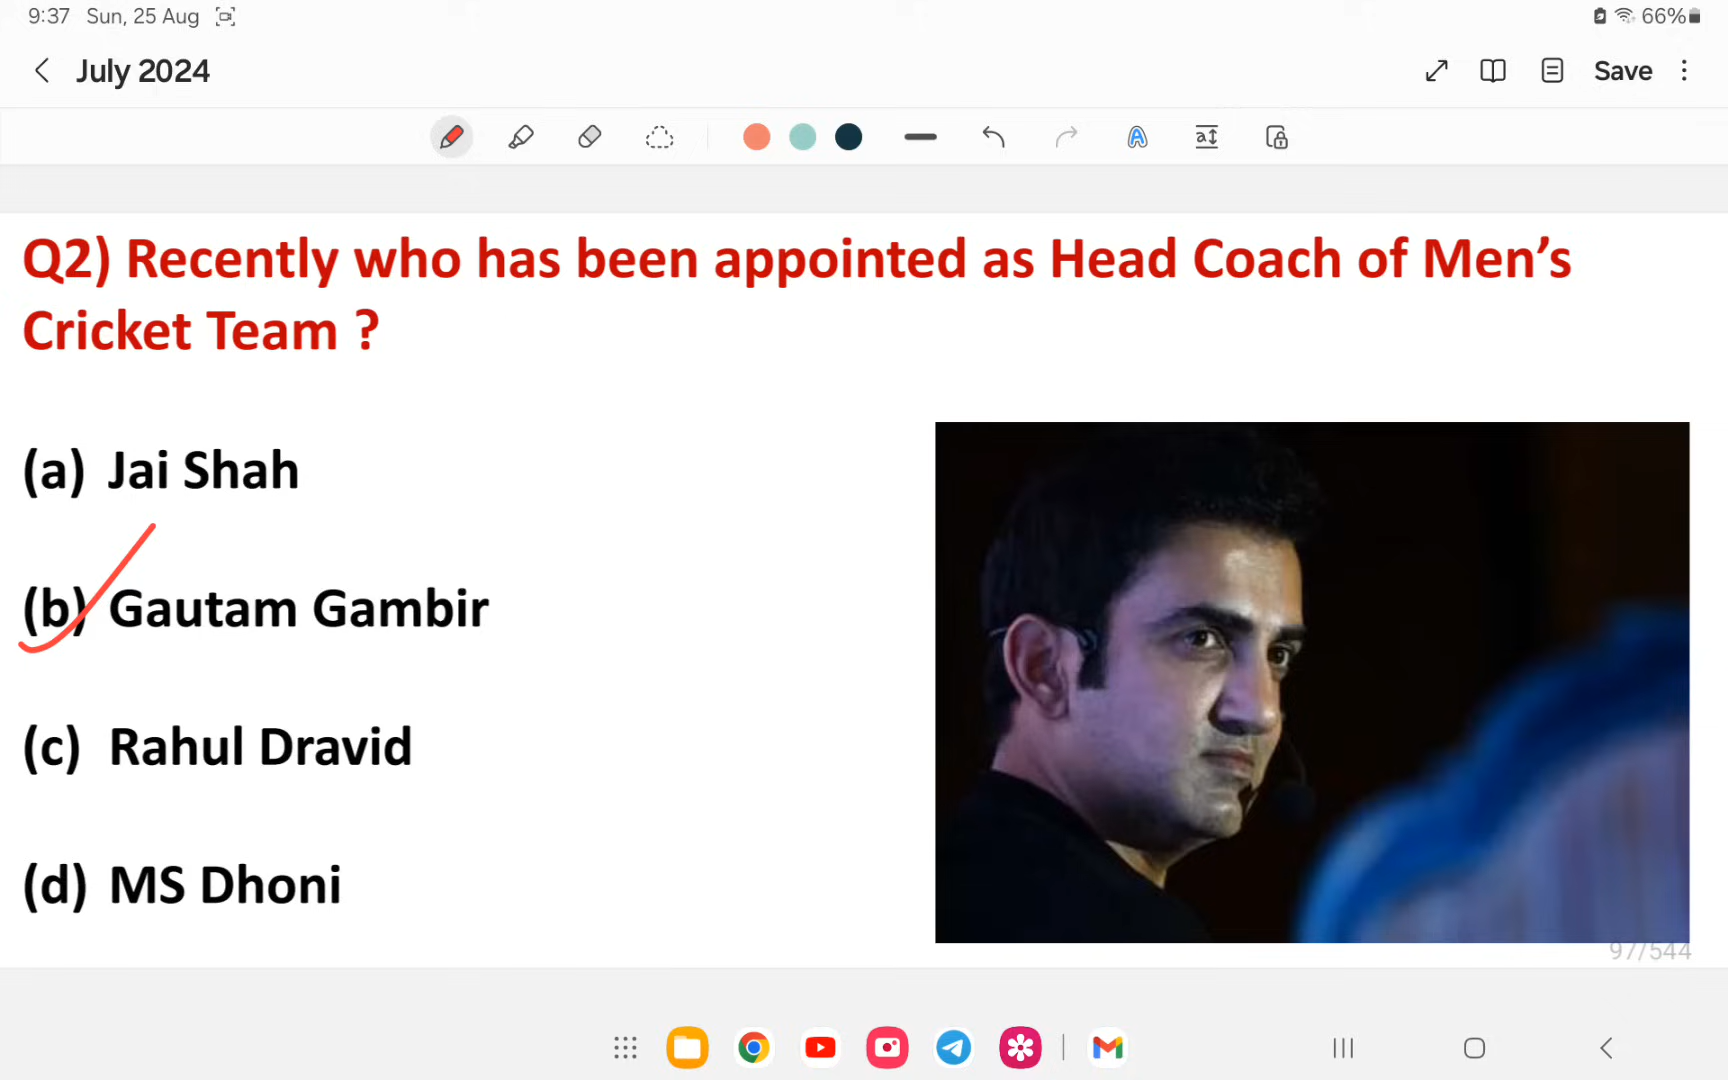 9:37 Sun, 25 Aug
66%
July 2024
Save
Q2) Recently who has been appointed as Head Coach of Men’s
Cricket Team ?
(a) Jai Shah
(b) Gautam Gambir
(c) Rahul Dravid
(d) MS Dhoni
97/544